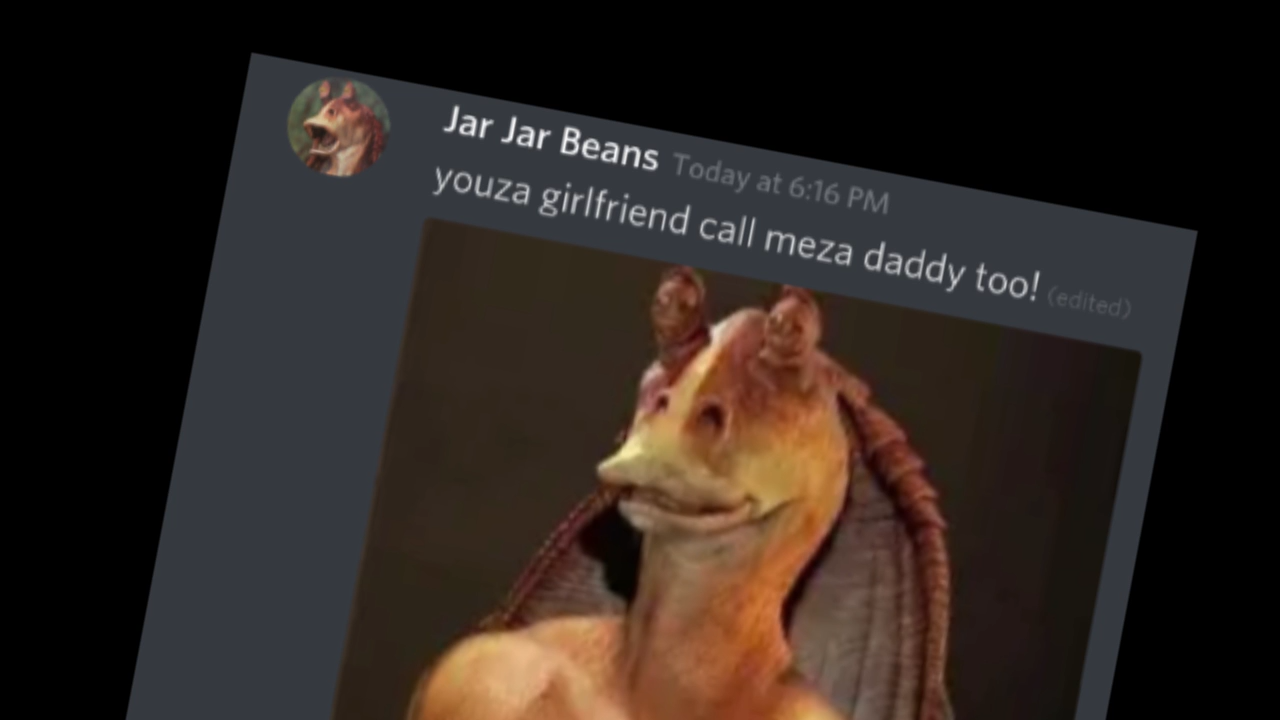 Jar Jar Beans Today at 6:16 PM
youza girlfriend call meza daddy too! (edited)